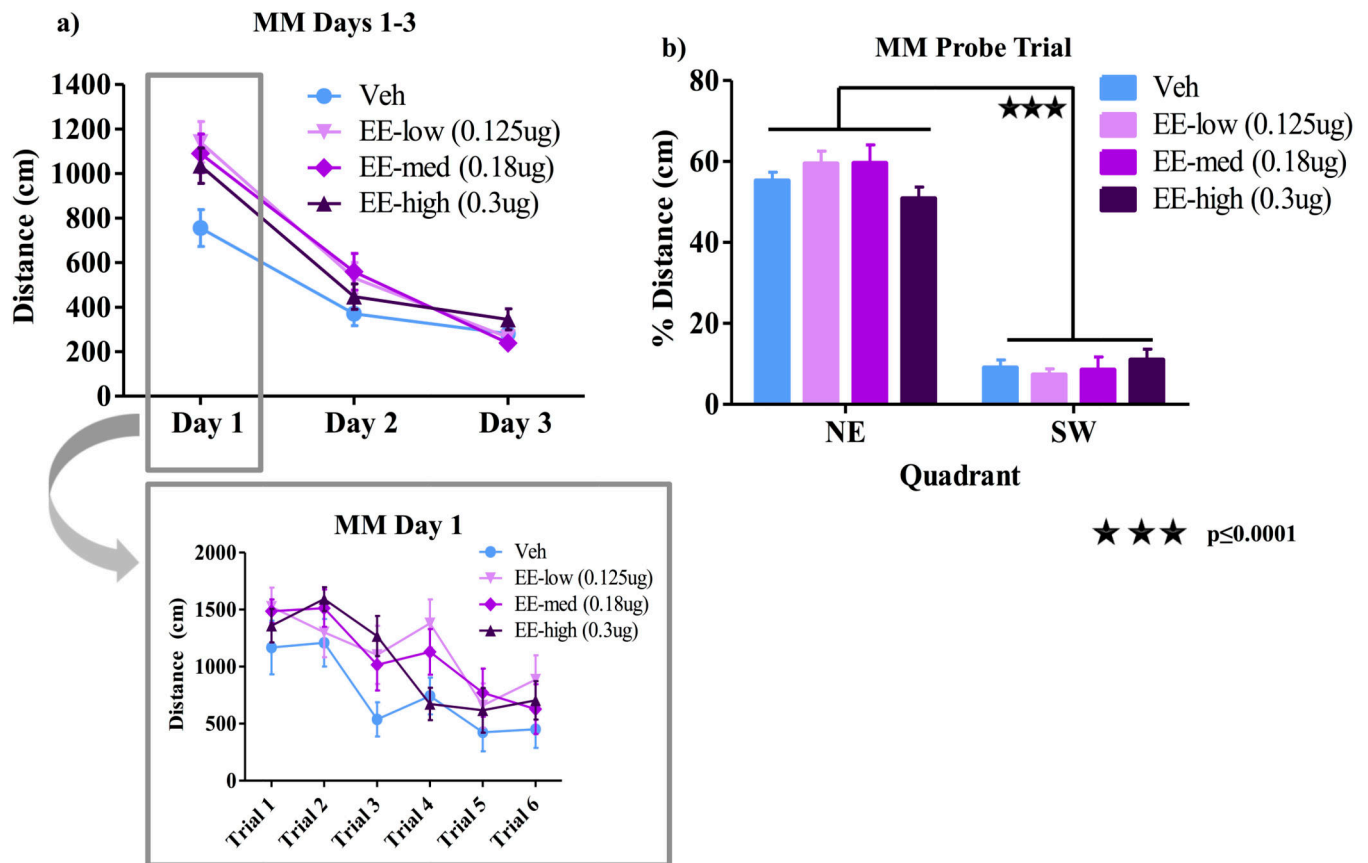 a)
MM Days 1-3
1400
1200
1000
800
600
400
200
0
Distance (cm)
Veh
EE-low (0.125ug)
EE-med (0.18ug)
EE-high (0.3ug)
Day 1
Day 2
Day 3
b)
MM Probe Trial
80
60
40
20
0
% Distance (cm)
Veh
EE-low (0.125ug)
EE-med (0.18ug)
EE-high (0.3ug)
NE
SW
Quadrant
★★★ p≤0.0001
MM Day 1
2000
1500
1000
500
0
Distance (cm)
Veh
EE-low (0.125ug)
EE-med (0.18ug)
EE-high (0.3ug)
Trial 1
Trial 2
Trial 3
Trial 4
Trial 5
Trial 6